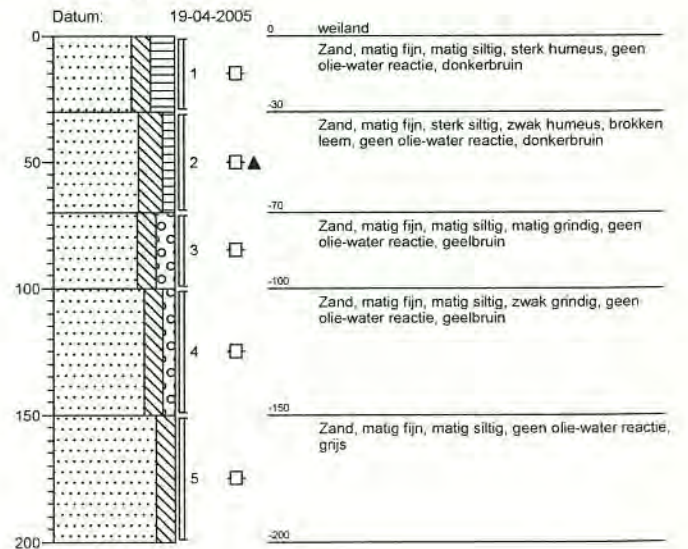 Datum: 19-04-2005
0
0 weiland
Zand, matig fijn, matig siltig, sterk humeus, geen
olie-water reactie, donkerbruin
1
-30
Zand, matig fijn, sterk siltig, zwak humeus, brokken
leem, geen olie-water reactie, donkerbruin
50
2
-70
Zand, matig fijn, matig siltig, matig grindig, geen
olie-water reactie, geelbruin
3
100
-100
Zand, matig fijn, matig siltig, zwak grindig, geen
olie-water reactie, geelbruin
4
150
-150
Zand, matig fijn, matig siltig, geen olie-water reactie,
grijs
5
200
-200